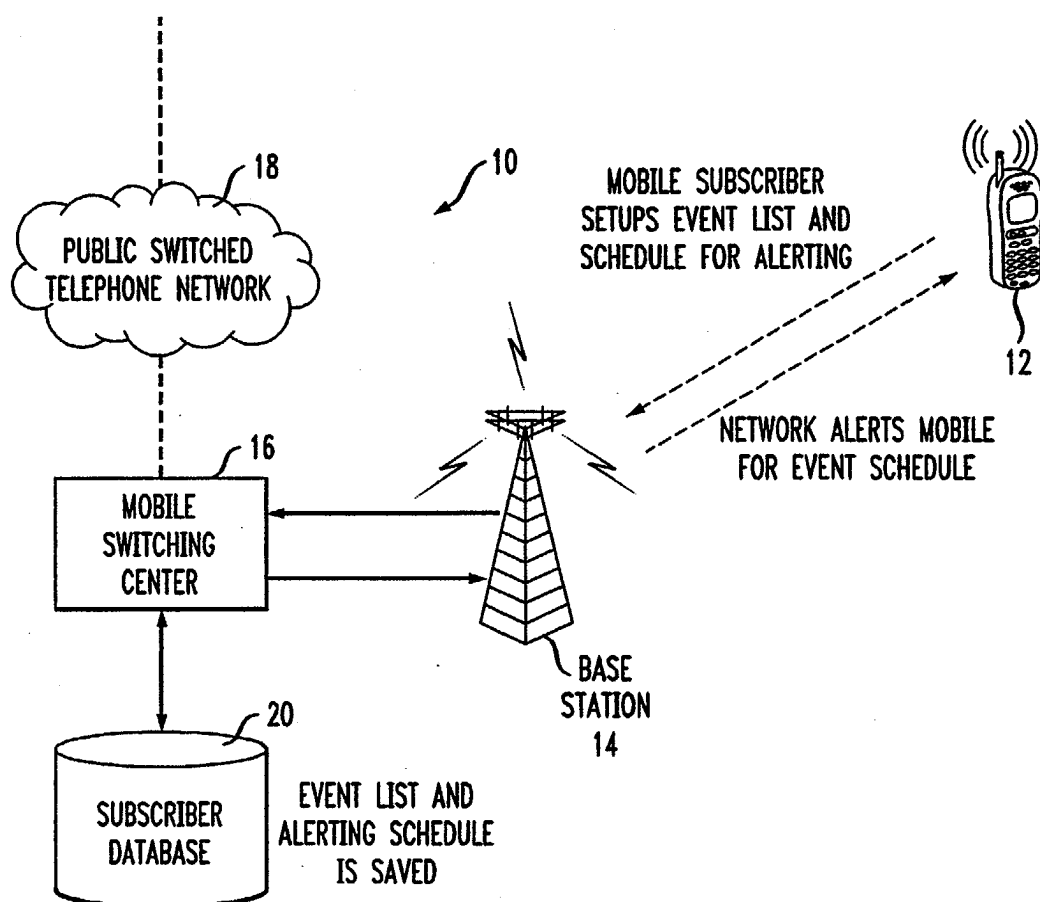 18
PUBLIC SWITCHED
TELEPHONE NETWORK
10
MOBILE SUBSCRIBER
SETUPS EVENT LIST AND
SCHEDULE FOR ALERTING
12
NETWORK ALERTS MOBILE
FOR EVENT SCHEDULE
16
MOBILE
SWITCHING
CENTER
BASE
STATION
14
20
SUBSCRIBER
DATABASE
EVENT LIST AND
ALERTING SCHEDULE
IS SAVED